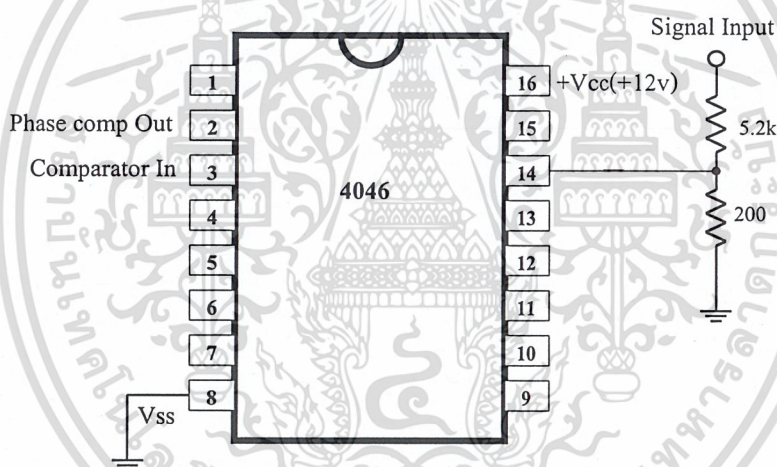 Signal Input
1
16 +Vcc(+12v)
Phase comp Out 2
15
5.2k
Comparator In 3
14
4046
4
13
200
5
12
6
11
7
10
8
9
Vss